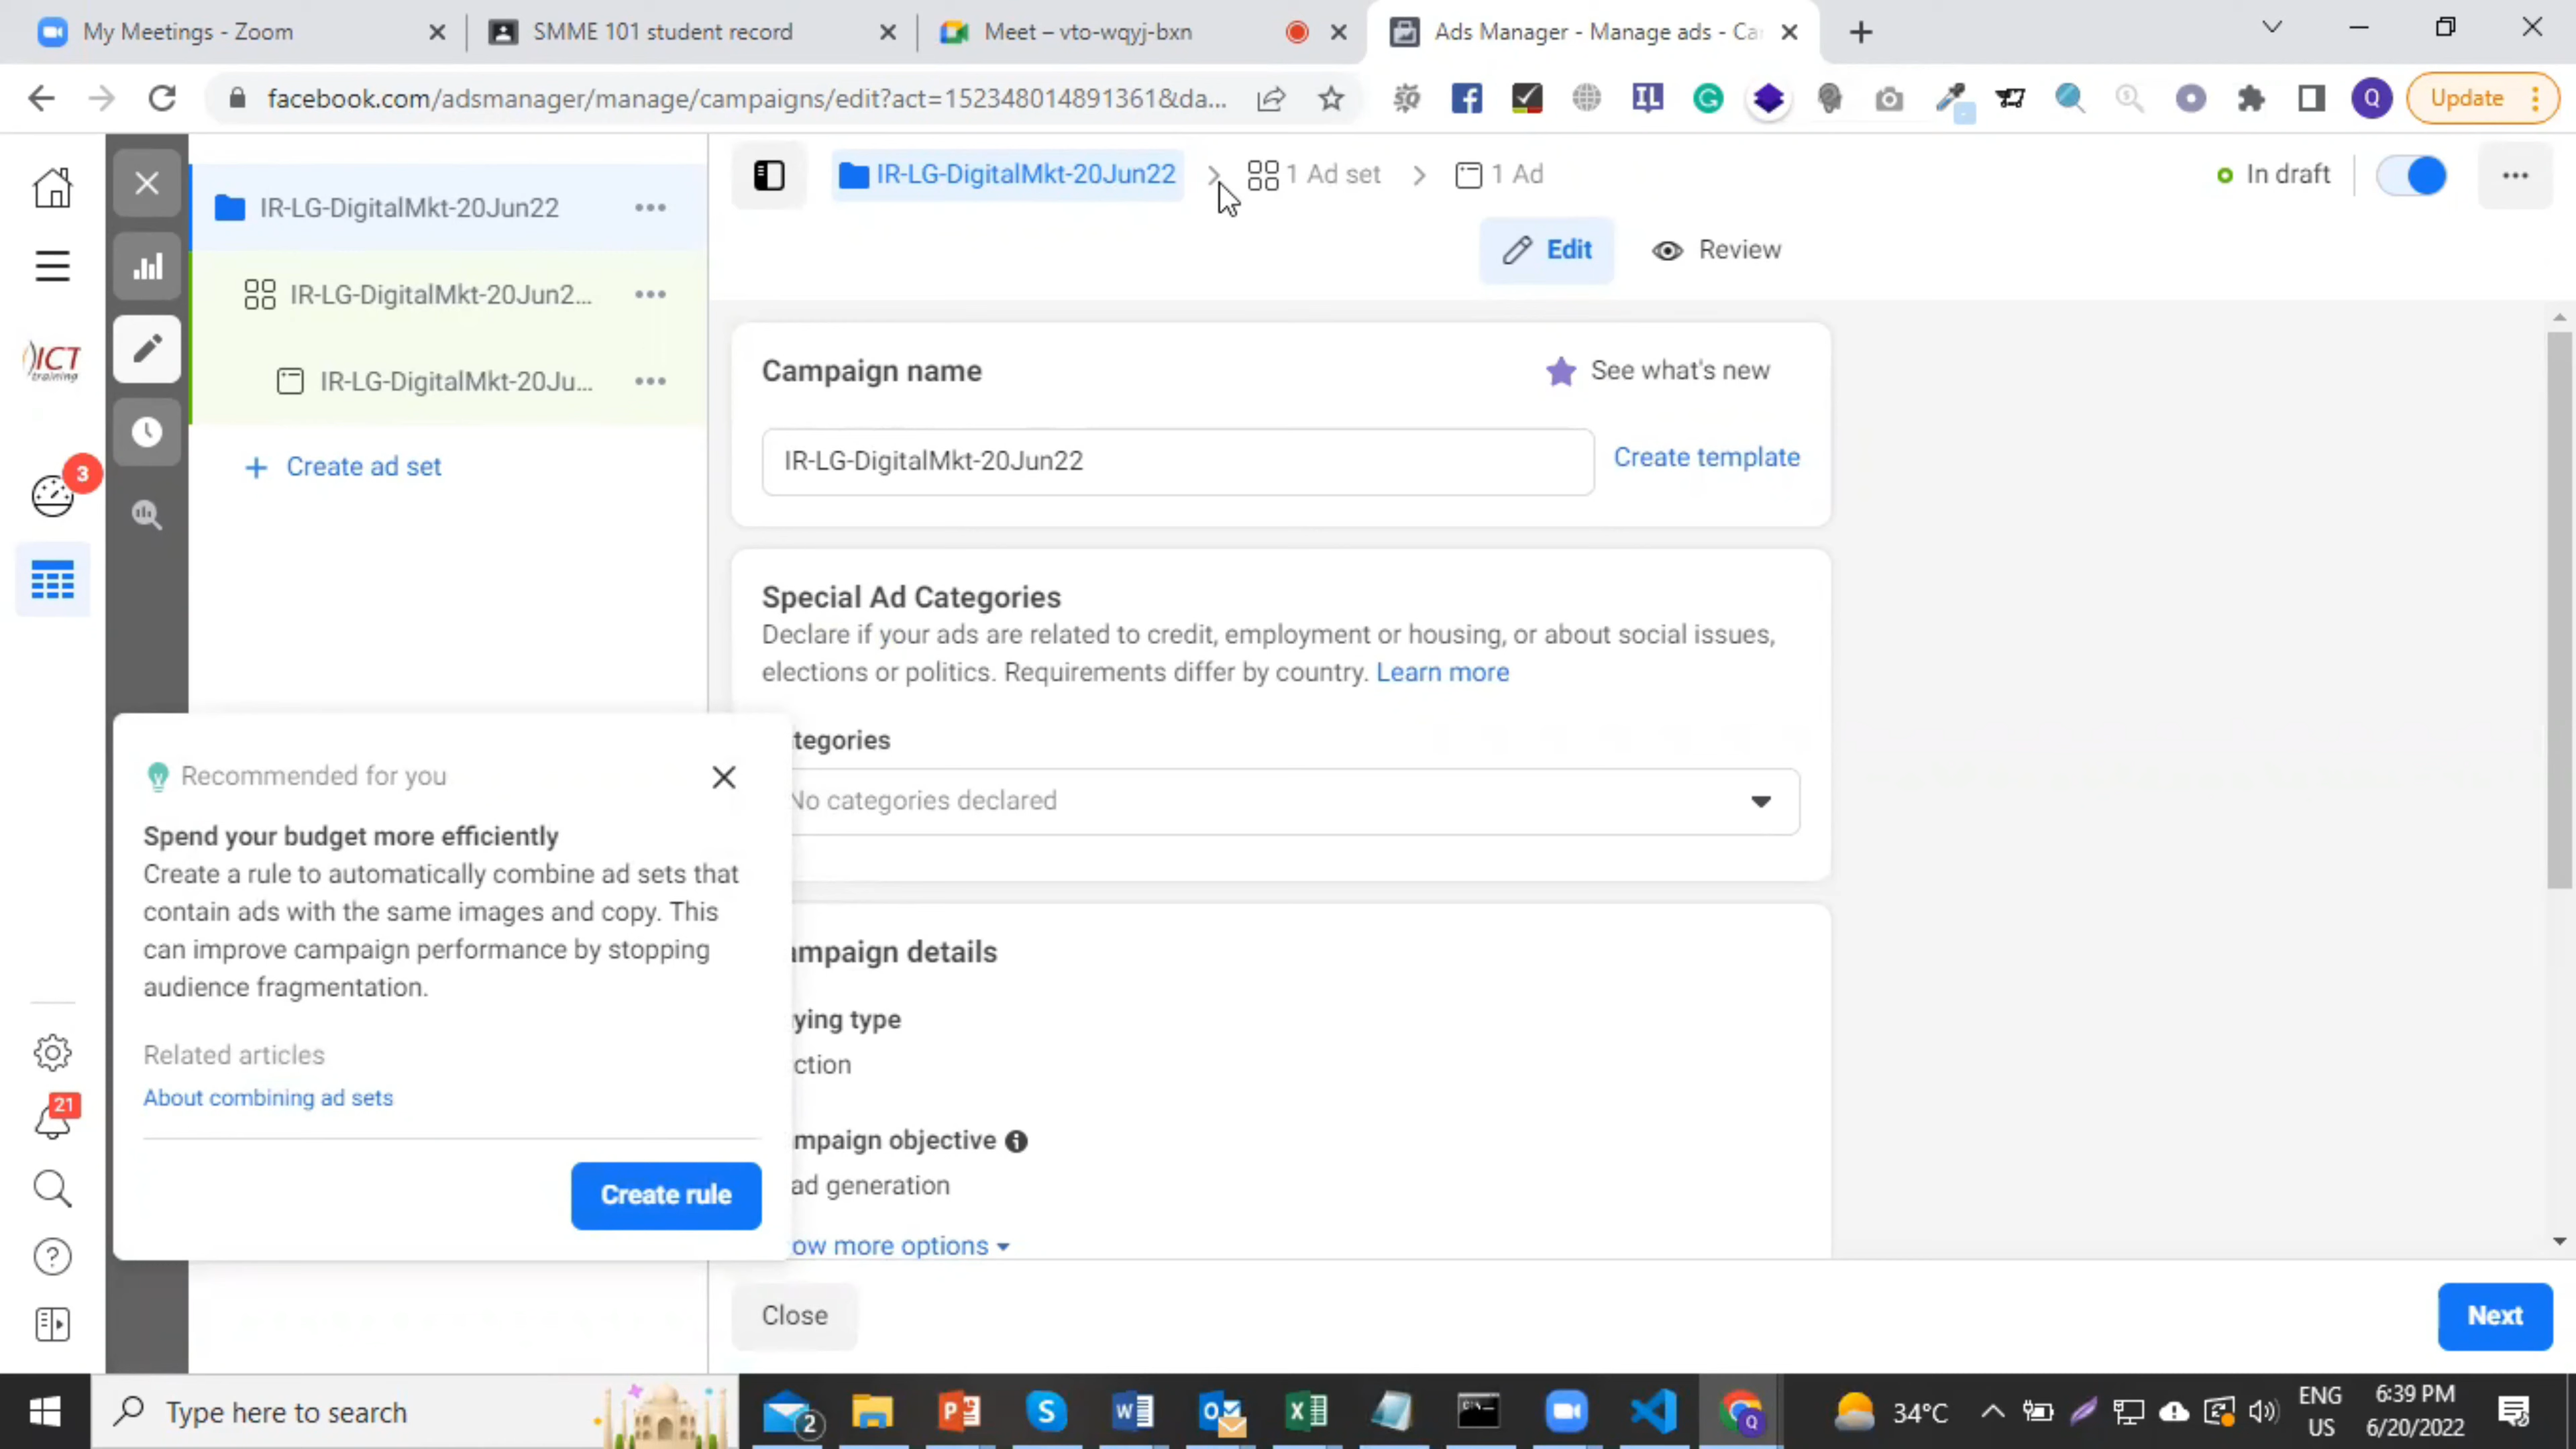 My Meetings - Zoom
SMME 101 student record
Meet – vto-wqyj-bxn
Ads Manager - Manage ads - Ca
facebook.com/adsmanager/manage/campaigns/edit?act=152348014891361&da...
IL
Q
Update
IR-LG-DigitalMkt-20Jun22
IR-LG-DigitalMkt-20Jun22
1 Ad set
1 Ad
In draft
Edit
Review
IR-LG-DigitalMkt-20Jun2...
IR-LG-DigitalMkt-20Ju...
Create ad set
ICT
training
3
Campaign name
See what's new
IR-LG-DigitalMkt-20Jun22
Create template
Special Ad Categories
Declare if your ads are related to credit, employment or housing, or about social issues,
elections or politics. Requirements differ by country. Learn more
tegories
No categories declared
Recommended for you
Spend your budget more efficiently
Create a rule to automatically combine ad sets that
contain ads with the same images and copy. This
can improve campaign performance by stopping
audience fragmentation.
Related articles
About combining ad sets
Create rule
mpaign details
ying type
ction
mpaign objective
ad generation
ow more options
21
Close
Next
Type here to search
2
34°C
ENG
US
6:39 PM
6/20/2022